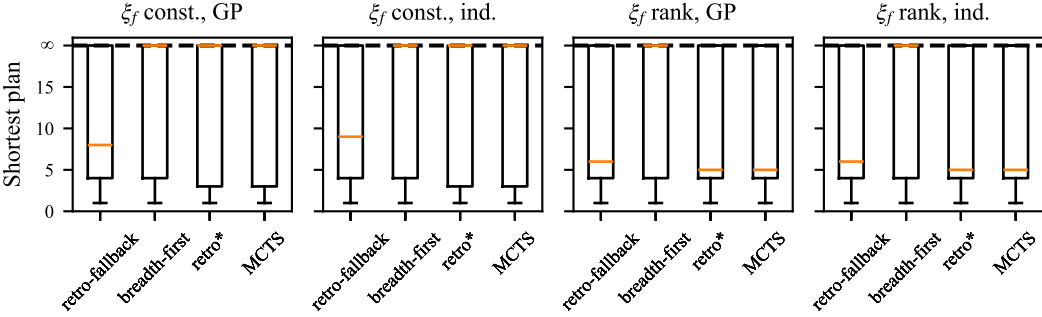 ξf const., GP
ξf const., ind.
ξf rank, GP
ξf rank, ind.
Shortest plan
∞
15
10
5
0
retro-fallback
breadth-first
retro*
MCTS
retro-fallback
breadth-first
retro*
MCTS
retro-fallback
breadth-first
retro*
MCTS
retro-fallback
breadth-first
retro*
MCTS